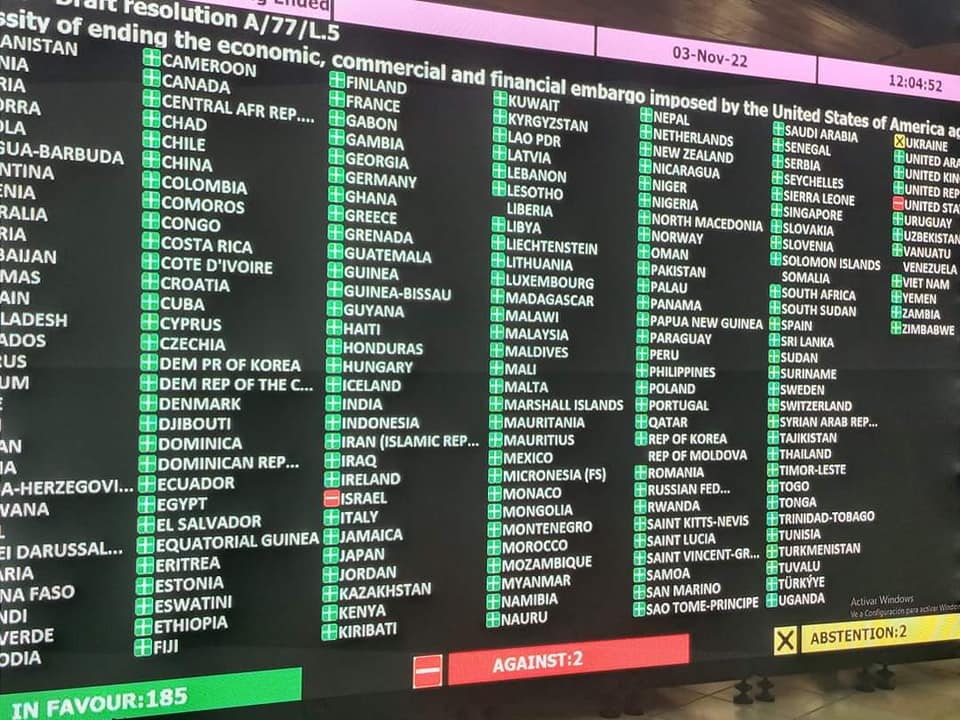 ng Ended
Draft resolution A/77/L.5
03-Nov-22
12:04:52
ssity of ending the economic, commercial and financial embargo imposed by the United States of America ag
ANISTAN
NIA
RIA
ORRA
OLA
GUA-BARBUDA
NTINA
ENIA
RALIA
RIA
BAIJAN
MAS
AIN
LADESH
ADOS
RUS
UM
E
AN
IA
A-HERZEGOVI...
WANA
L
EI DARUSSAL...
ARIA
NA FASO
NDI
VERDE
ODIA
CAMEROON
CANADA
CENTRAL AFR REP....
CHAD
CHILE
CHINA
COLOMBIA
COMOROS
CONGO
COSTA RICA
COTE D'IVOIRE
CROATIA
CUBA
CYPRUS
CZECHIA
DEM PR OF KOREA
DEM REP OF THE C...
DENMARK
DJIBOUTI
DOMINICA
DOMINICAN REP...
ECUADOR
EGYPT
EL SALVADOR
EQUATORIAL GUINEA
ERITREA
ESTONIA
ESWATINI
ETHIOPIA
FIJI
FINLAND
FRANCE
GABON
GAMBIA
GEORGIA
GERMANY
GHANA
GREECE
GRENADA
GUATEMALA
GUINEA
GUINEA-BISSAU
GUYANA
HAITI
HONDURAS
HUNGARY
ICELAND
INDIA
INDONESIA
IRAN (ISLAMIC REP...
IRAQ
IRELAND
ISRAEL
ITALY
JAMAICA
JAPAN
JORDAN
KAZAKHSTAN
KENYA
KIRIBATI
KUWAIT
KYRGYZSTAN
LAO PDR
LATVIA
LEBANON
LESOTHO
LIBERIA
LIBYA
LIECHTENSTEIN
LITHUANIA
LUXEMBOURG
MADAGASCAR
MALAWI
MALAYSIA
MALDIVES
MALI
MALTA
MARSHALL ISLANDS
MAURITANIA
MAURITIUS
MEXICO
MICRONESIA (FS)
MONACO
MONGOLIA
MONTENEGRO
MOROCCO
MOZAMBIQUE
MYANMAR
NAMIBIA
NAURU
NEPAL
NETHERLANDS
NEW ZEALAND
NICARAGUA
NIGER
NIGERIA
NORTH MACEDONIA
NORWAY
OMAN
PAKISTAN
PALAU
PANAMA
PAPUA NEW GUINEA
PARAGUAY
PERU
PHILIPPINES
POLAND
PORTUGAL
QATAR
REP OF KOREA
REP OF MOLDOVA
ROMANIA
RUSSIAN FED...
RWANDA
SAINT KITTS-NEVIS
SAINT LUCIA
SAINT VINCENT-GR...
SAMOA
SAN MARINO
SAO TOME-PRINCIPE
SAUDI ARABIA
SENEGAL
SERBIA
SEYCHELLES
SIERRA LEONE
SINGAPORE
SLOVAKIA
SLOVENIA
SOLOMON ISLANDS
SOMALIA
SOUTH AFRICA
SOUTH SUDAN
SPAIN
SRI LANKA
SUDAN
SURINAME
SWEDEN
SWITZERLAND
SYRIAN ARAB REP...
TAJIKISTAN
THAILAND
TIMOR-LESTE
TOGO
TONGA
TRINIDAD-TOBAGO
TUNISIA
TURKMENISTAN
TUVALU
TÜRKÝYE
UGANDA
UKRAINE
UNITED ARA
UNITED KIN
UNITED REP
UNITED STA
URUGUAY
UZBEKISTAN
VANUATU
VENEZUELA
VIET NAM
YEMEN
ZAMBIA
ZIMBABWE
Activar Windows
Ve a Configuración para activar Window
IN FAVOUR:185
AGAINST:2
ABSTENTION:2